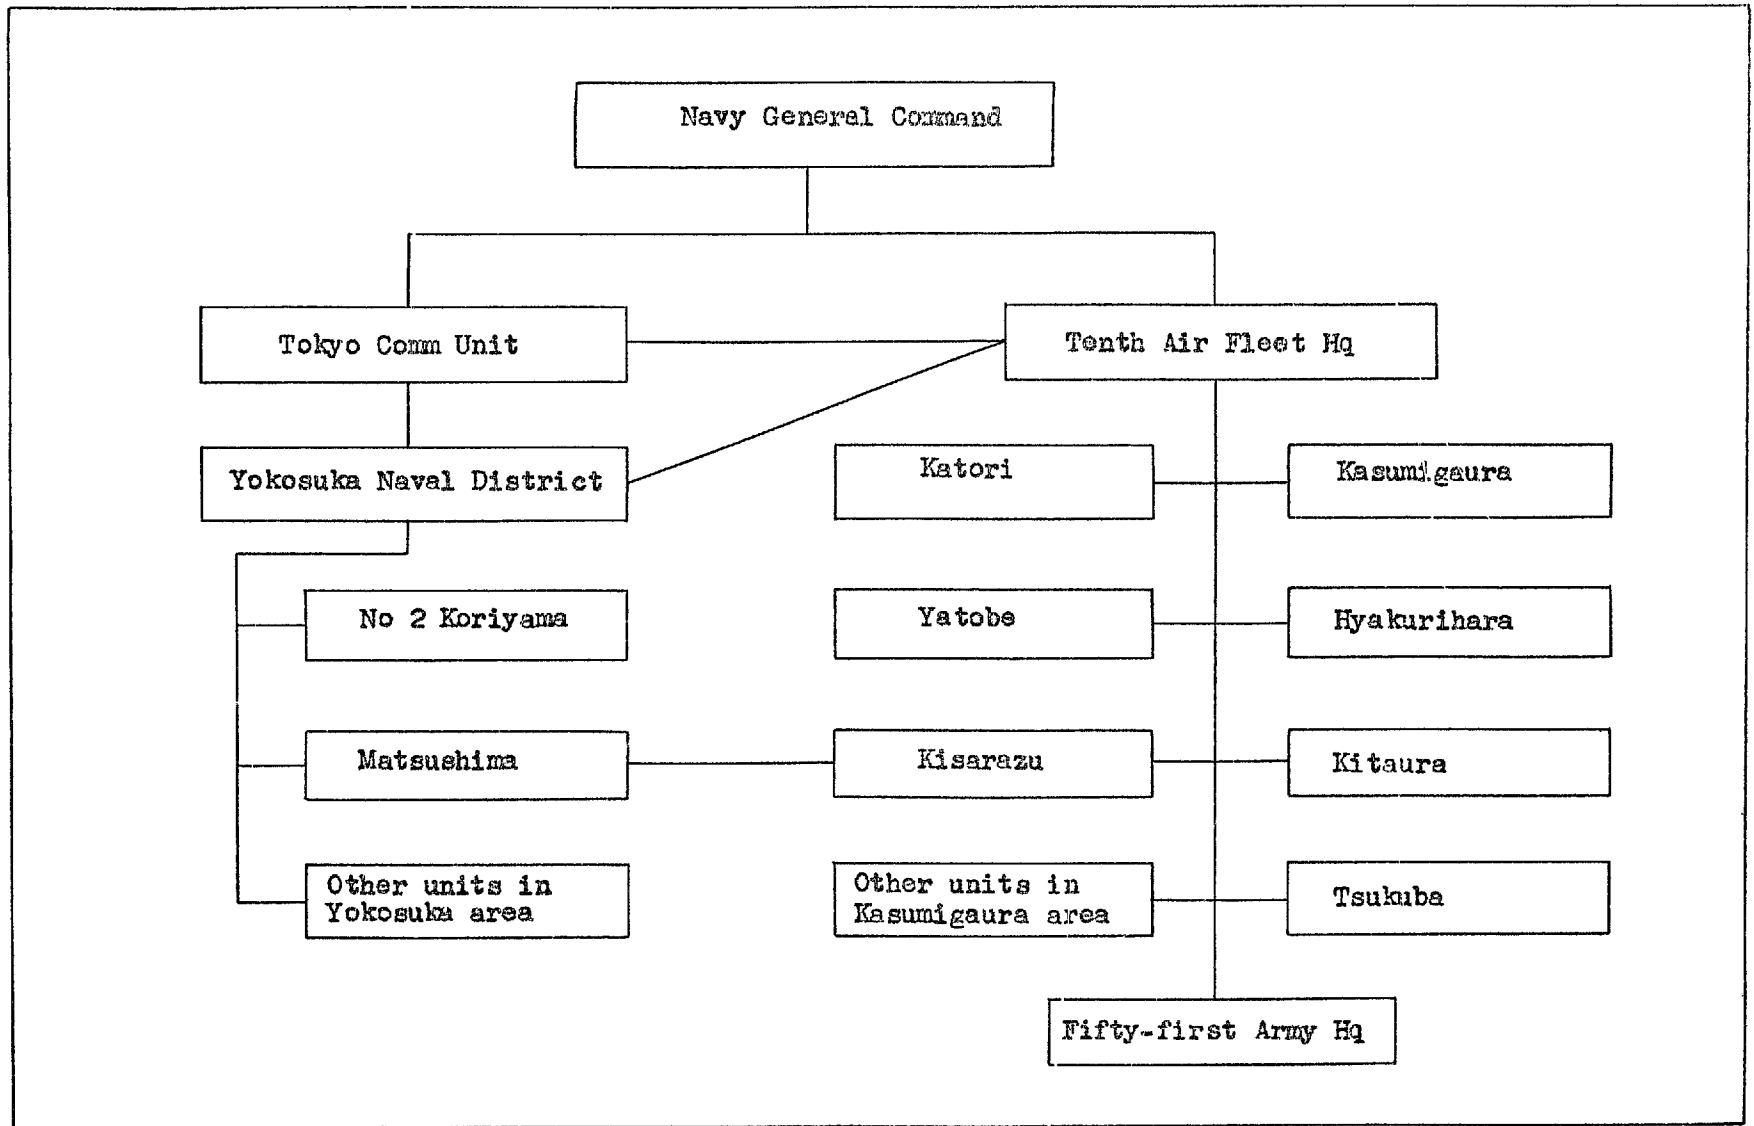 Navy General Command
Tokyo Comm Unit
Tenth Air Fleet Hq
Yokosuka Naval District
Katori
Kasumigaura
No 2 Koriyama
Yatobe
Hyakurihara
Matsushima
Kisarazu
Kitaura
Other units in
Yokosuka area
Other units in
Kasumigaura area
Tsukuba
Fifty-first Army Hq